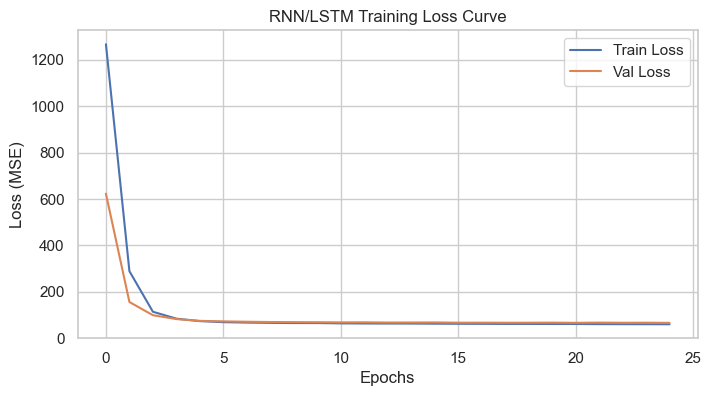 RNN/LSTM Training Loss Curve
Train Loss
Val Loss
Loss (MSE)
1200
1000
800
600
400
200
0
0 5 10 15 20 25
Epochs